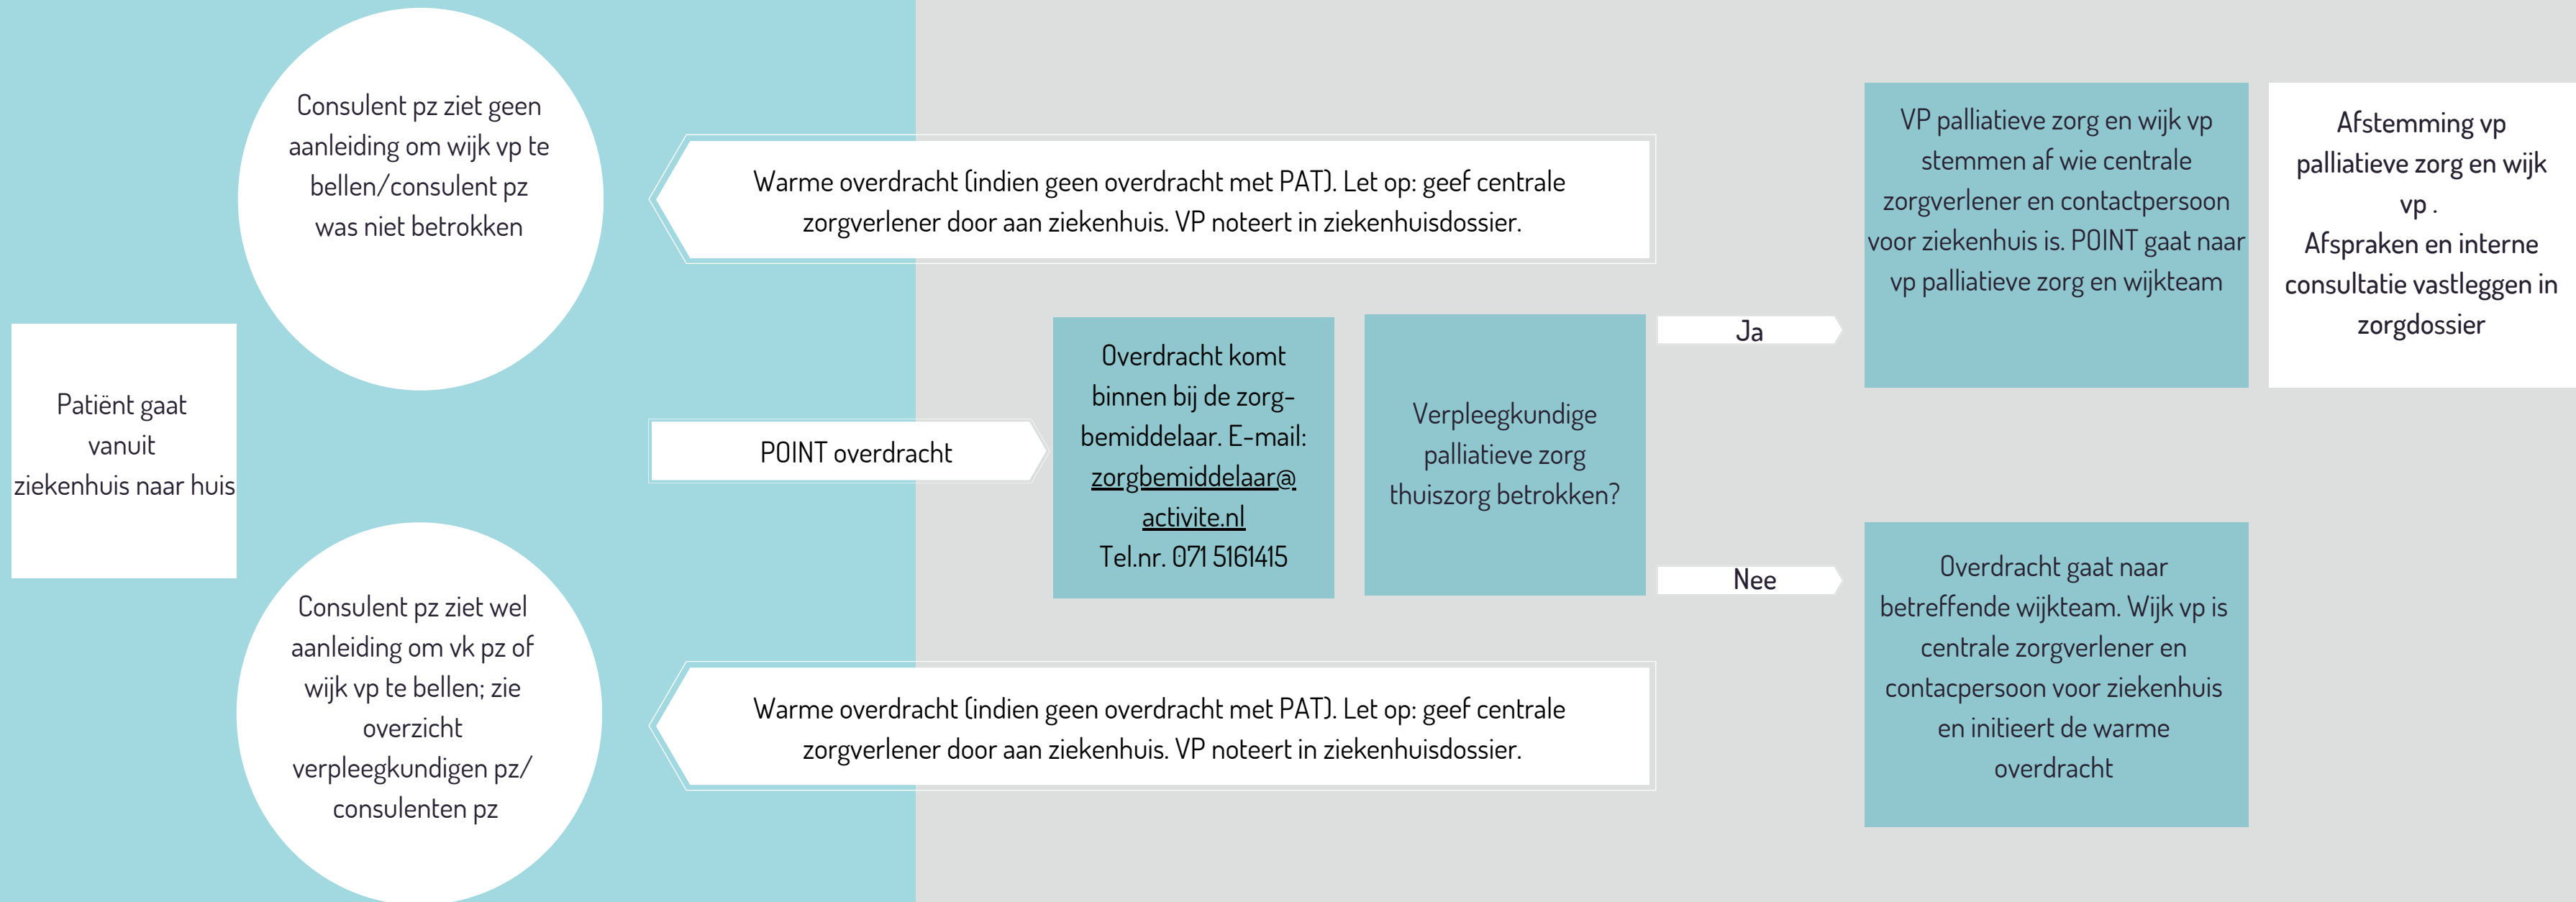 Patiënt gaat
vanuit
ziekenhuis naar huis
Consulent pz ziet geen
aanleiding om wijk vp te
bellen/consulent pz
was niet betrokken
Consulent pz ziet wel
aanleiding om vk pz of
wijk vp te bellen; zie
overzicht
verpleegkundigen pz/
consulenten pz
Warme overdracht (indien geen overdracht met PAT). Let op: geef centrale
zorgverlener door aan ziekenhuis. VP noteert in ziekenhuisdossier.
POINT overdracht
Warme overdracht (indien geen overdracht met PAT). Let op: geef centrale
zorgverlener door aan ziekenhuis. VP noteert in ziekenhuisdossier.
Overdracht komt
binnen bij de zorg-
bemiddelaar. E-mail:
zorgbemiddelaar@
activite.nl
Tel.nr. 071 5161415
Verpleegkundige
palliatieve zorg
thuiszorg betrokken?
Ja
Nee
VP palliatieve zorg en wijk vp
stemmen af wie centrale
zorgverlener en contactpersoon
voor ziekenhuis is. POINT gaat naar
vp palliatieve zorg en wijkteam
Overdracht gaat naar
betreffende wijkteam. Wijk vp is
centrale zorgverlener en
contacpersoon voor ziekenhuis
en initieert de warme
overdracht
Afstemming vp
palliatieve zorg en wijk
vp .
Afspraken en interne
consultatie vastleggen in
zorgdossier